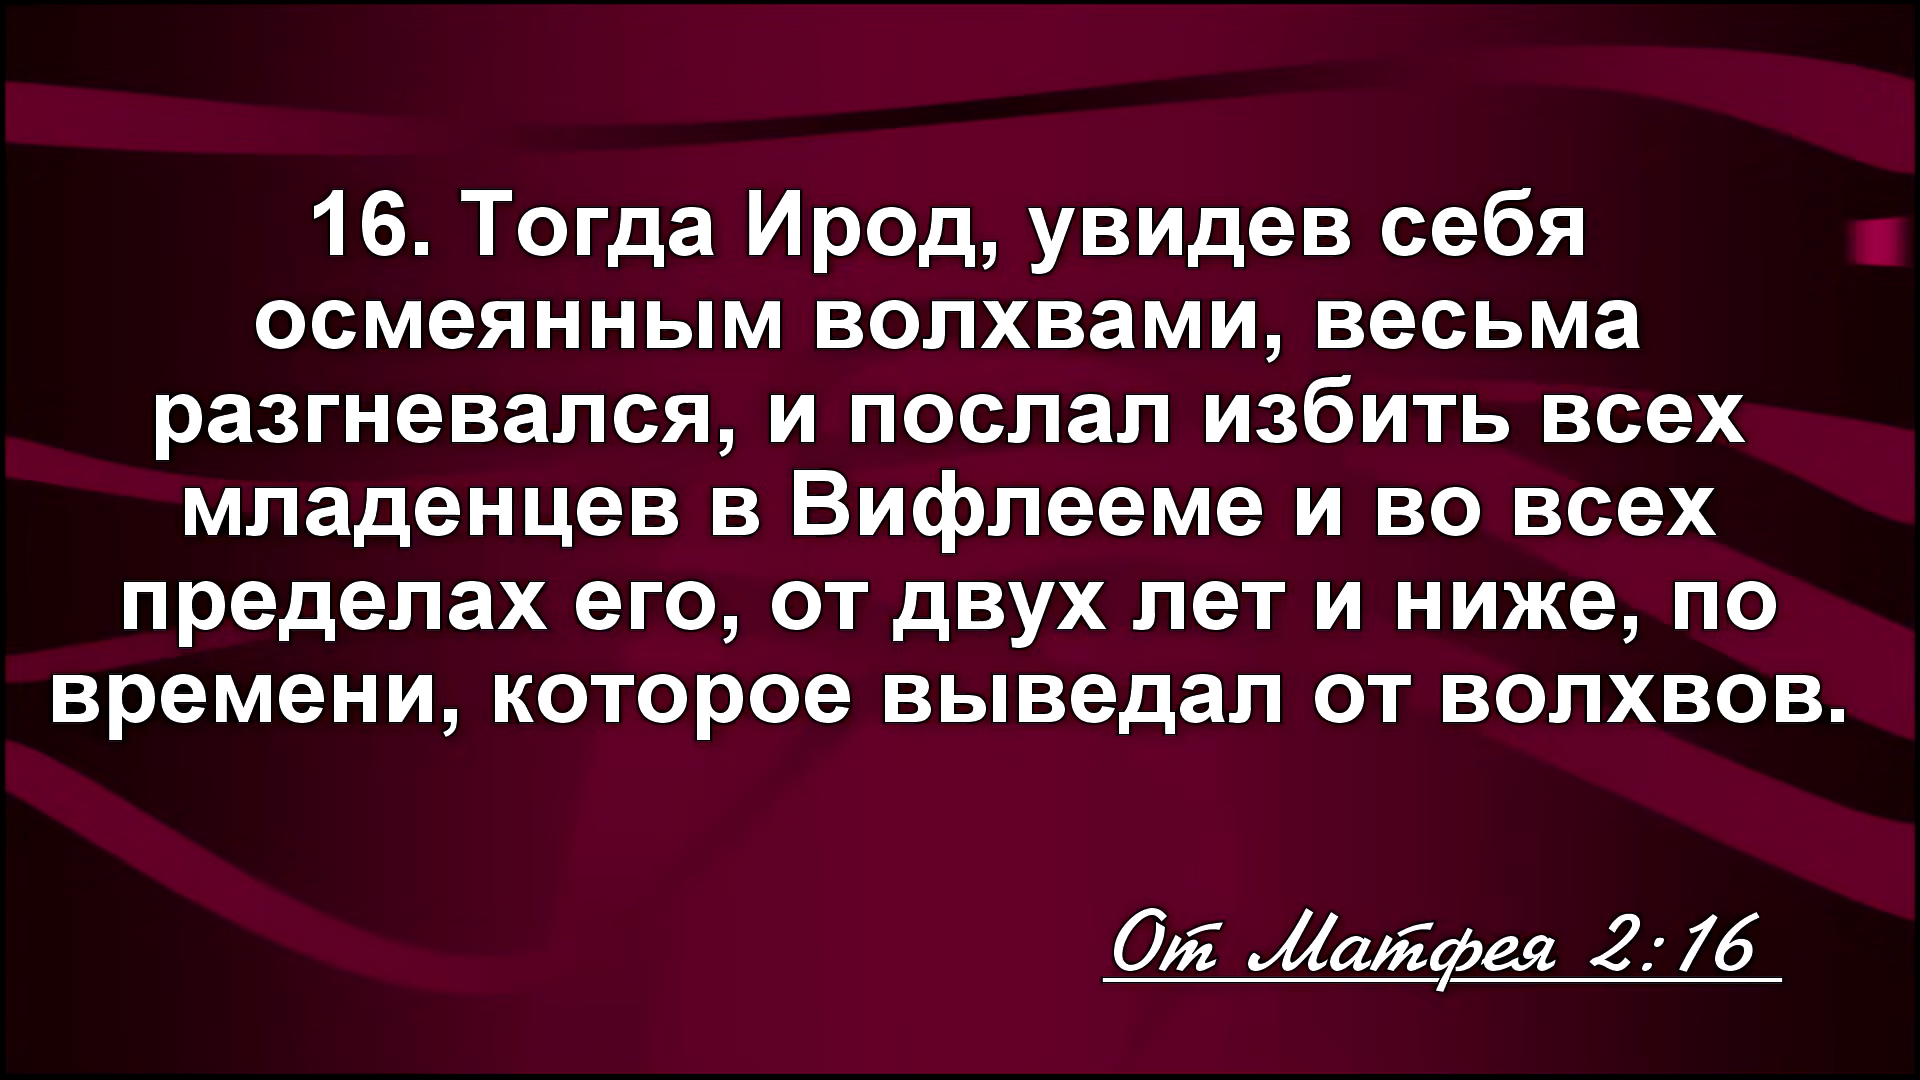 16. Тогда Ирод, увидев себя
осмеянным волхвами, весьма
разгневался, и послал избить всех
младенцев в Вифлееме и во всех
пределах его, от двух лет и ниже, по
времени, которое выведал от волхвов.
От Матфея 2:16